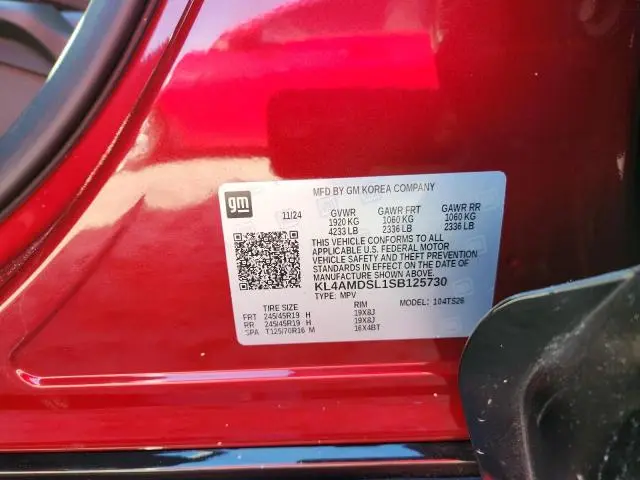 gm
MFD BY GM KOREA COMPANY
11/24
GVWR GAWR FRT GAWR RR
1920 KG 1060 KG 1060 KG
4233 LB 2336 LB 2336 LB
THIS VEHICLE CONFORMS TO ALL
APPLICABLE U.S. FEDERAL MOTOR
VEHICLE SAFETY AND THEFT PREVENTION
STANDARDS IN EFFECT ON THE DATE OF
MANUFACTURE SHOWN ABOVE.
KL4AMDSL1SB125730
TYPE: MPV
MODEL: 104TS26
TIRE SIZE RIM
FRT 245/45R19 H 19X8J
RR 245/45R19 H 19X8J
SPA T125/70R16 M 16X4BT